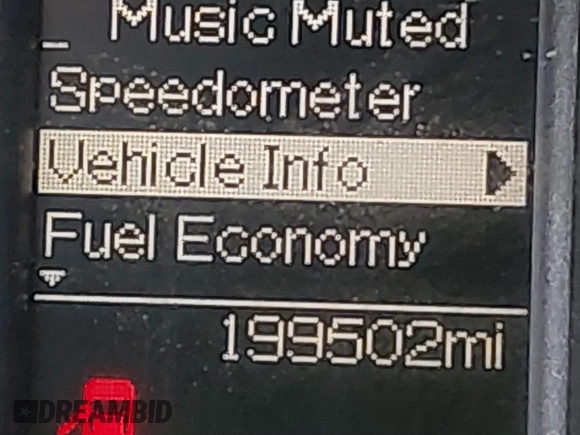 Music Muted
Speedometer
Vehicle Info
Fuel Economy
199502mi
DREAMBID